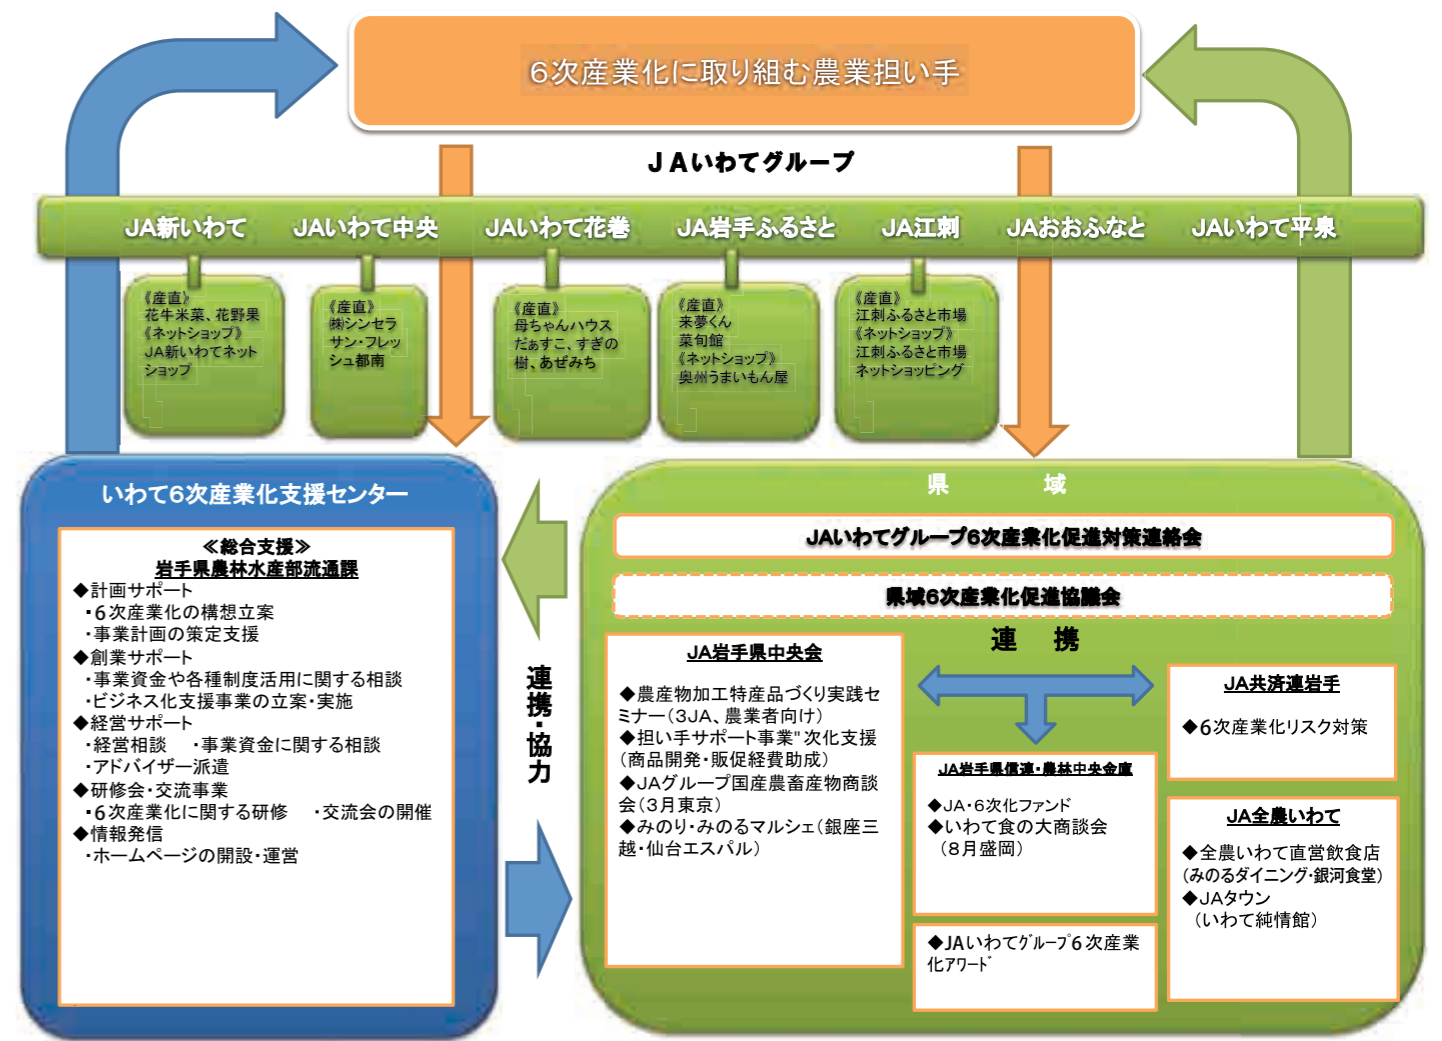 6次産業化に取り組む農業担い手
ＪＡいわてグループ
JA新いわて
JAいわて中央
JAいわて花巻
JA岩手ふるさと
JA江刺
JAおおふなと
JAいわて平泉
《産直》
花牛米菜、花野果
《ネットショップ》
JA新いわてネット
ショップ
《産直》
㈱シンセラ
サン・フレッ
シュ都南
《産直》
母ちゃんハウス
だぁすこ、すぎの
樹、あぜみち
《産直》
来夢くん
菜旬館
《ネットショップ》
奥州うまいもん屋
《産直》
江刺ふるさと市場
《ネットショップ》
江刺ふるさと市場
ネットショッピング
いわて6次産業化支援センター
≪総合支援≫
岩手県農林水産部流通課
◆計画サポート
・6次産業化の構想立案
・事業計画の策定支援
◆創業サポート
・事業資金や各種制度活用に関する相談
・ビジネス化支援事業の立案・実施
◆経営サポート
・経営相談　・事業資金に関する相談
・アドバイザー派遣
◆研修会・交流事業
・6次産業化に関する研修　・交流会の開催
◆情報発信
・ホームページの開設・運営
連携・協力
県　域
JAいわてグループ6次産業化促進対策連絡会
県域6次産業化促進協議会
連　携
JA岩手県中央会
◆農産物加工特産品づくり実践セ
ミナー（3JA、農業者向け）
◆担い手サポート事業"次化支援
（商品開発・販促経費助成）
◆JAグループ国産農畜産物商談
会（3月東京）
◆みのり・みのるマルシェ（銀座三
越・仙台エスパル）
JA岩手県信連・農林中央金庫
◆JA・6次化ファンド
◆いわて食の大商談会
（8月盛岡）
◆JAいわてグループ6次産業
化アワード
JA共済連岩手
◆6次産業化リスク対策
JA全農いわて
◆全農いわて直営飲食店
（みのるダイニング・銀河食堂）
◆JAタウン
（いわて純情館）